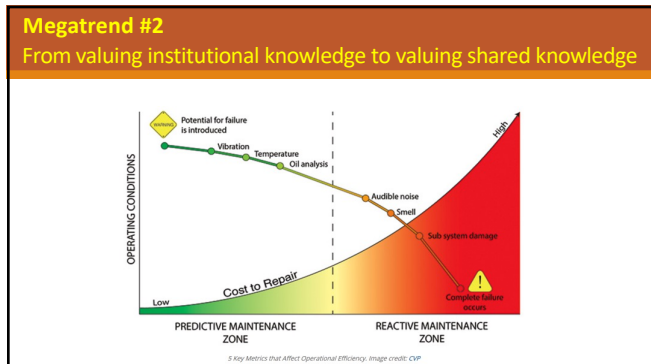 Megatrend #2
From valuing institutional knowledge to valuing shared knowledge
WARNING
Potential for failure
is introduced
Vibration
Temperature
Oil analysis
Audible noise
Smell
Sub system damage
Complete failure
occurs
High
Low
Cost to Repair
OPERATING CONDITIONS
PREDICTIVE MAINTENANCE
ZONE
REACTIVE MAINTENANCE
ZONE
5 Key Metrics that Affect Operational Efficiency. Image credit: CVP